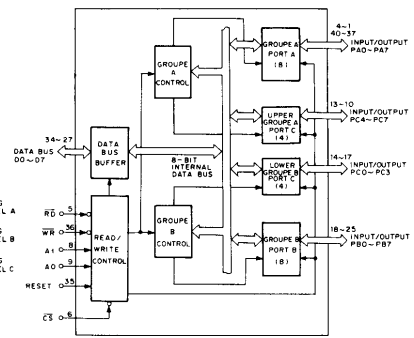 4~1
40~37
INPUT/OUTPUT
PA0~PA7
GROUPE A
PORT A
(8)
GROUPE
A
CONTROL
13~10
INPUT/OUTPUT
PC4~PC7
UPPER
GROUPE A
PORT C
(4)
34~27
DATA BUS
D0~D7
DATA
BUS
BUFFER
8-BIT
INTERNAL
DATA BUS
14~17
INPUT/OUTPUT
PC0~PC3
LOWER
GROUPE B
PORT C
(4)
G
EL A
RD 5
G
EL B
WR 36
A1 8
G
EL C
A0 9
RESET 35
CS 6
READ/
WRITE
CONTROL
GROUPE
B
CONTROL
18~25
INPUT/OUTPUT
PB0~PB7
GROUPE B
PORT B
(8)